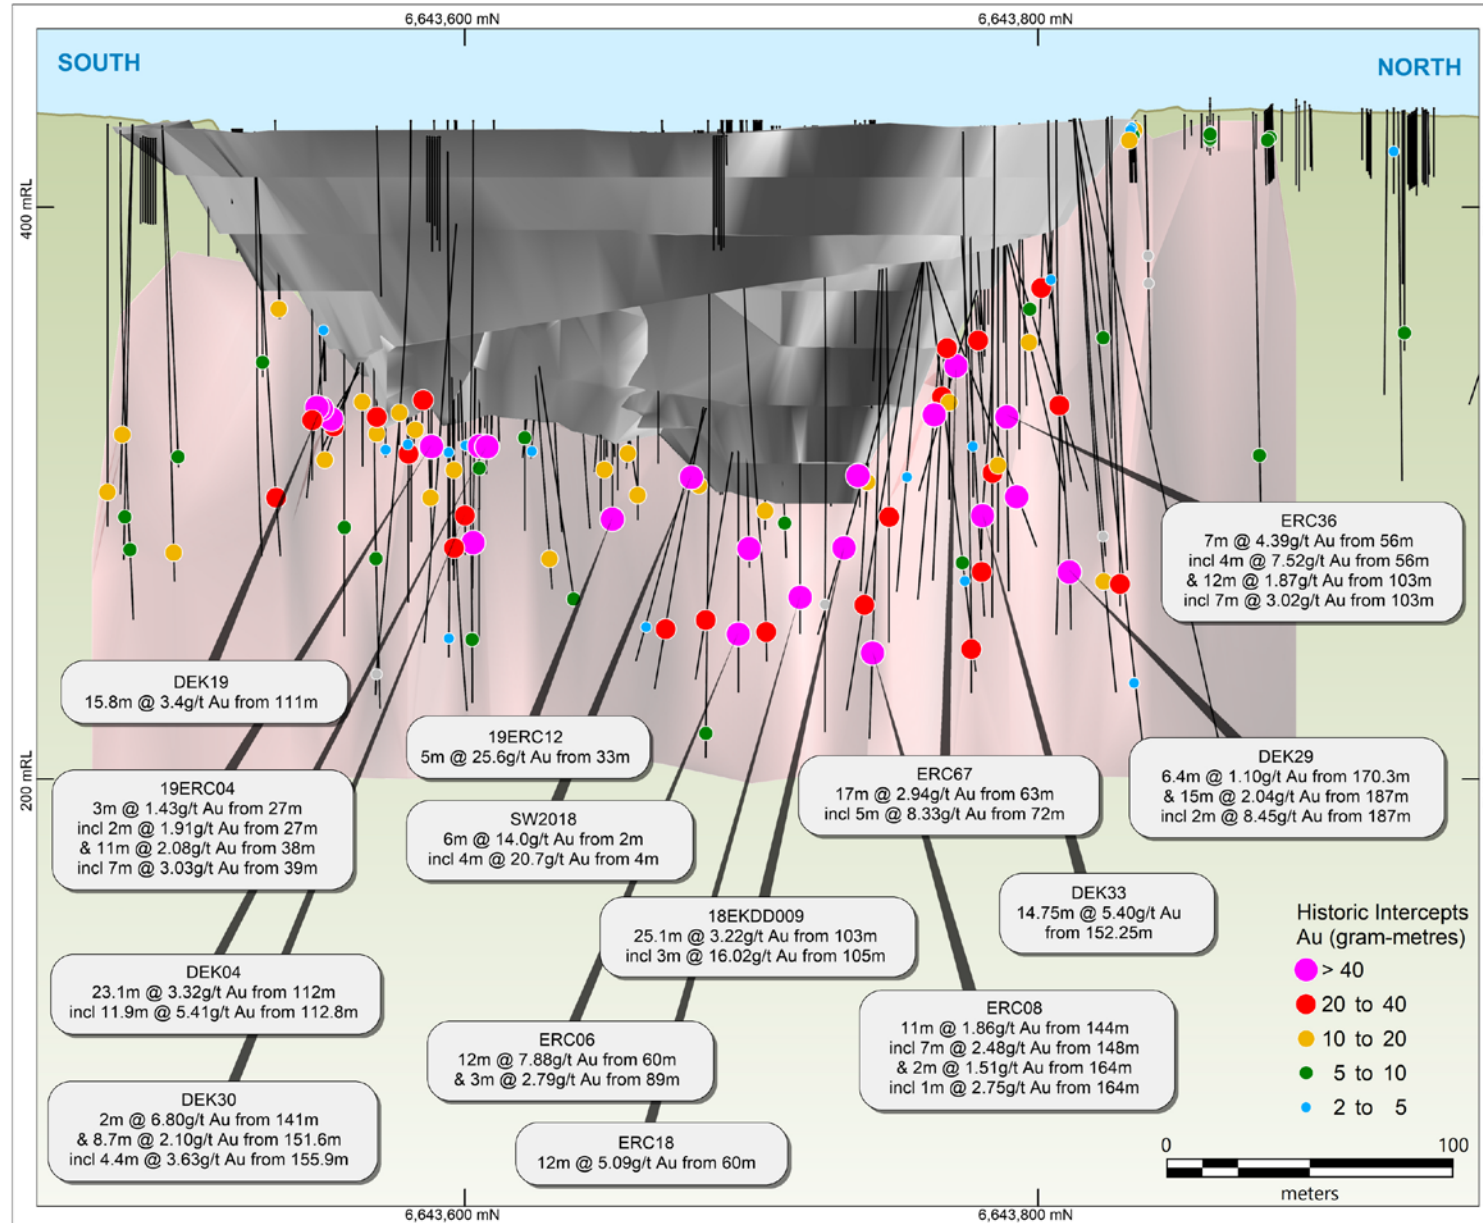 6,643,600 mN
6,643,800 mN
SOUTH
NORTH
400 mRL
200 mRL
ERC36
7m @ 4.39g/t Au from 56m
incl 4m @ 7.52g/t Au from 56m
& 12m @ 1.87g/t Au from 103m
incl 7m @ 3.02g/t Au from 103m
DEK19
15.8m @ 3.4g/t Au from 111m
19ERC12
5m @ 25.6g/t Au from 33m
DEK29
6.4m @ 1.10g/t Au from 170.3m
& 15m @ 2.04g/t Au from 187m
incl 2m @ 8.45g/t Au from 187m
ERC67
17m @ 2.94g/t Au from 63m
incl 5m @ 8.33g/t Au from 72m
19ERC04
3m @ 1.43g/t Au from 27m
incl 2m @ 1.91g/t Au from 27m
& 11m @ 2.08g/t Au from 38m
incl 7m @ 3.03g/t Au from 39m
SW2018
6m @ 14.0g/t Au from 2m
incl 4m @ 20.7g/t Au from 4m
DEK33
14.75m @ 5.40g/t Au
from 152.25m
18EKDD009
25.1m @ 3.22g/t Au from 103m
incl 3m @ 16.02g/t Au from 105m
DEK04
23.1m @ 3.32g/t Au from 112m
incl 11.9m @ 5.41g/t Au from 112.8m
ERC08
11m @ 1.86g/t Au from 144m
incl 7m @ 2.48g/t Au from 148m
& 2m @ 1.51g/t Au from 164m
incl 1m @ 2.75g/t Au from 164m
ERC06
12m @ 7.88g/t Au from 60m
& 3m @ 2.79g/t Au from 89m
DEK30
2m @ 6.80g/t Au from 141m
& 8.7m @ 2.10g/t Au from 151.6m
incl 4.4m @ 3.63g/t Au from 155.9m
ERC18
12m @ 5.09g/t Au from 60m
Historic Intercepts
Au (gram-metres)
> 40
20 to 40
10 to 20
5 to 10
2 to 5
0 100
meters
6,643,600 mN
6,643,800 mN